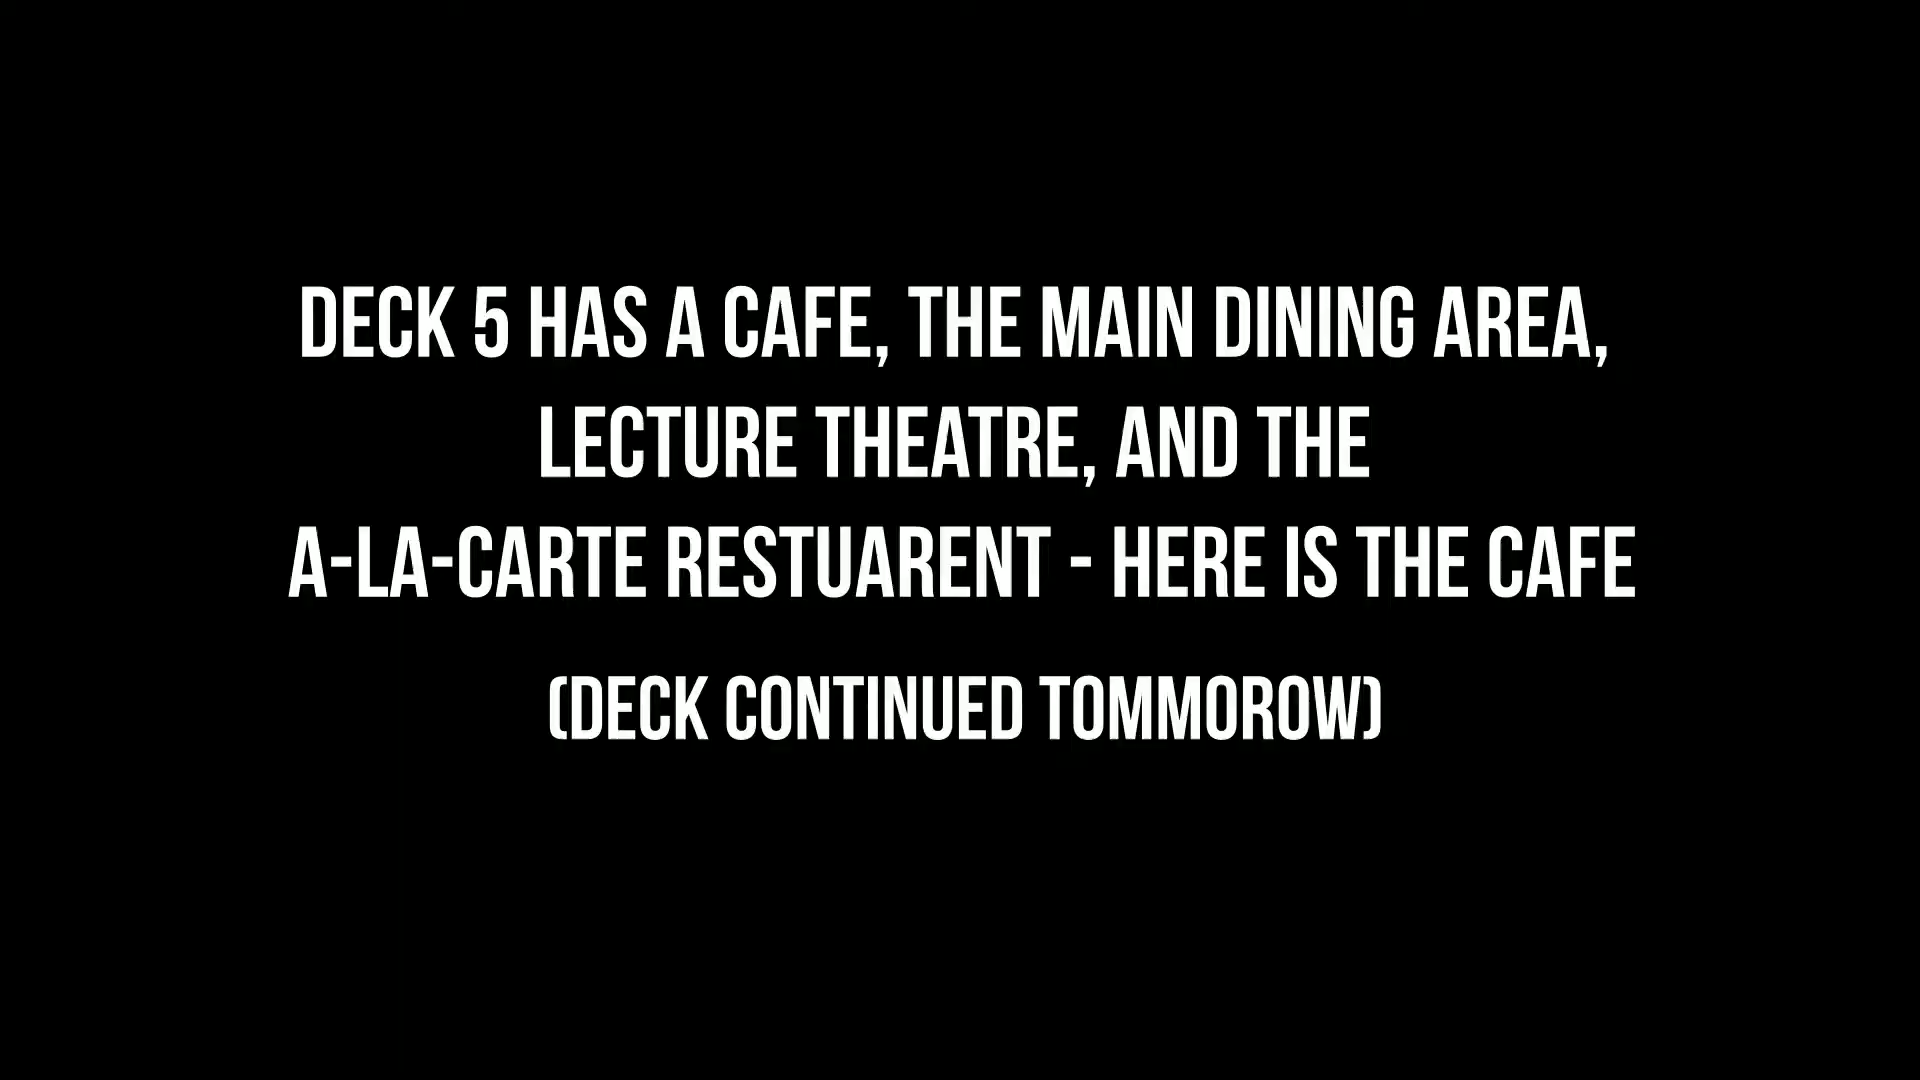 DECK 5 HAS A CAFE, THE MAIN DINING AREA,
LECTURE THEATRE, AND THE
A-LA-CARTE RESTUARENT - HERE IS THE CAFE
(DECK CONTINUED TOMMOROW)